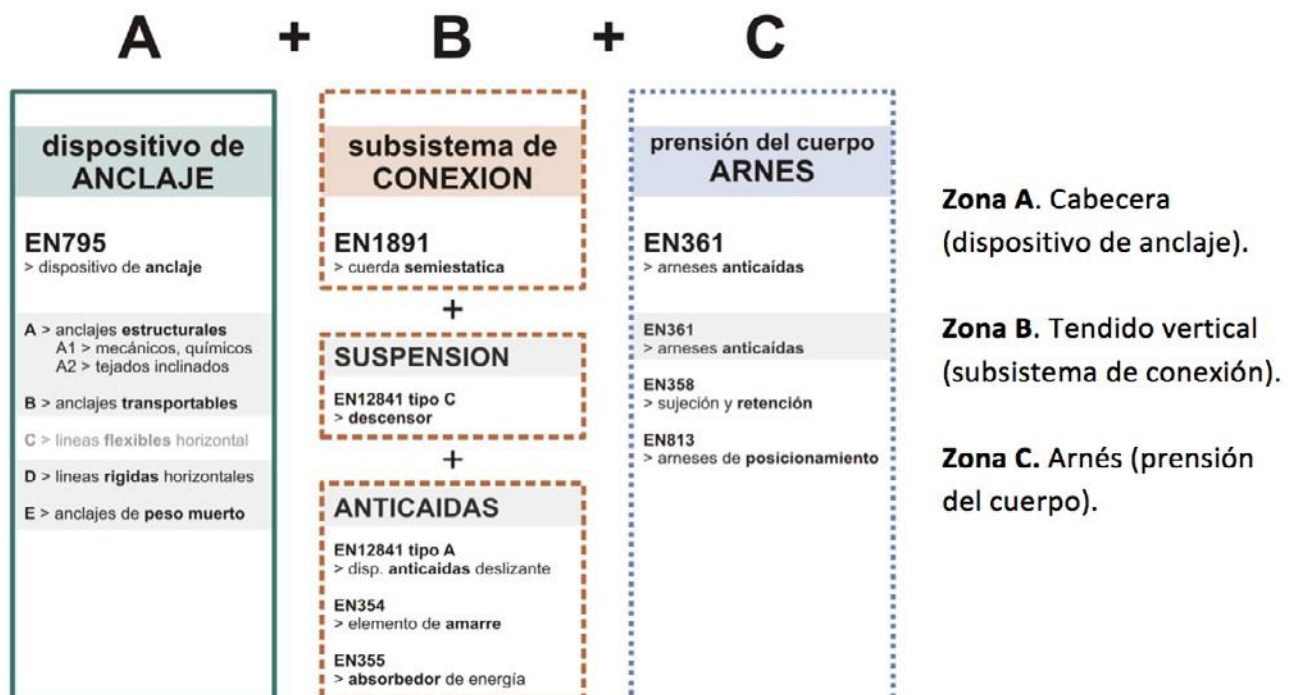 A + B + C
dispositivo de
ANCLAJE
EN795
> dispositivo de anclaje
A > anclajes estructurales
A1 > mecánicos, químicos
A2 > tejados inclinados
B > anclajes transportables
C > lineas flexibles horizontal
D > lineas rigidas horizontales
E > anclajes de peso muerto
subsistema de
CONEXION
EN1891
> cuerda semiestatica
+
SUSPENSION
EN12841 tipo C
> descensor
+
ANTICAIDAS
EN12841 tipo A
> disp. anticaidas deslizante
EN354
> elemento de amarre
EN355
> absorbedor de energía
prensión del cuerpo
ARNES
EN361
> arneses anticaídas
EN361
> arneses anticaídas
EN358
> sujeción y retención
EN813
> arneses de posicionamiento
Zona A. Cabecera
(dispositivo de anclaje).
Zona B. Tendido vertical
(subsistema de conexión).
Zona C. Arnés (prensión
del cuerpo).